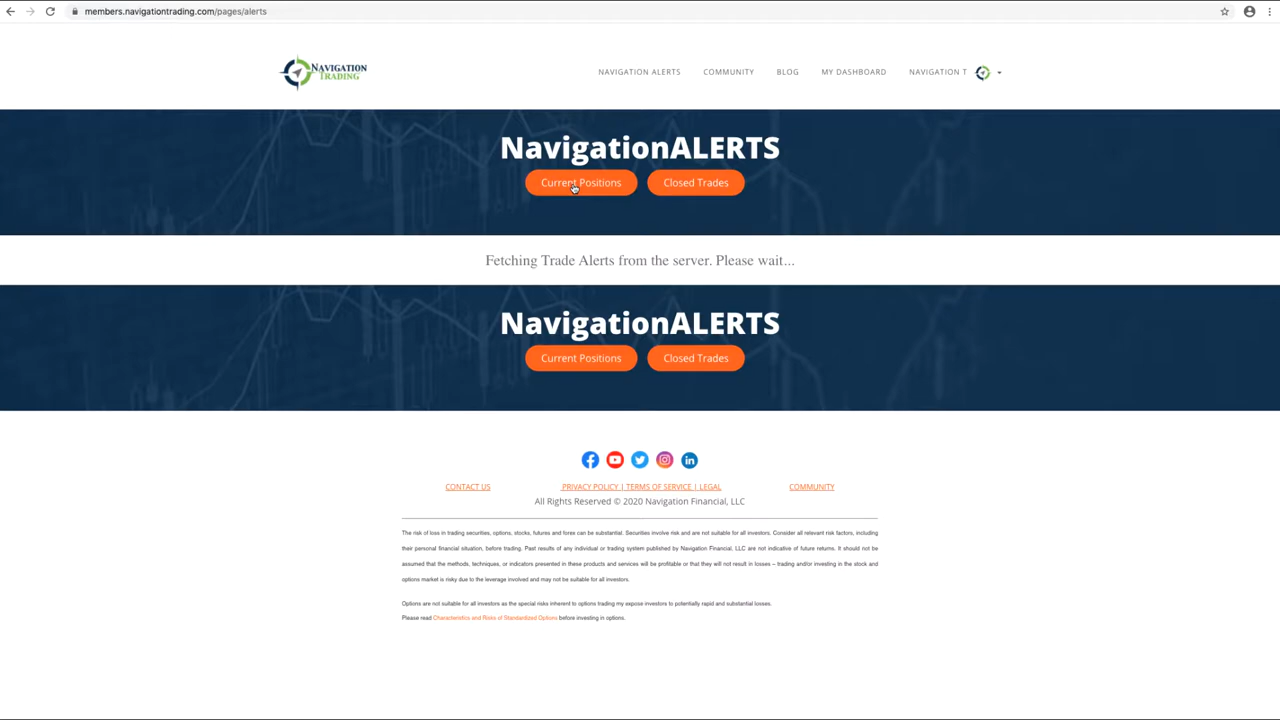 members.navigationtrading.com/pages/alerts
NAVIGATION
TRADING
NAVIGATION ALERTS
COMMUNITY
BLOG
MY DASHBOARD
NAVIGATION T
NavigationALERTS
Current Positions
Closed Trades
Fetching Trade Alerts from the server. Please wait...
NavigationALERTS
Current Positions
Closed Trades
CONTACT US
PRIVACY POLICY | TERMS OF SERVICE | LEGAL
COMMUNITY
All Rights Reserved © 2020 Navigation Financial, LLC
The risk of loss in trading securities, options, stocks, futures and forex can be substantial. Securities involve risk and are not suitable for all investors. Consider all relevant risk factors, including
their personal financial situation, before trading. Past results of any individual or trading system published by Navigation Financial, LLC are not indicative of future returns. It should not be
assumed that the methods, techniques, or indicators presented in these products and services will be profitable or that they will not result in losses – trading and/or investing in the stock and
options market is risky due to the leverage involved and may not be suitable for all investors.
Options are not suitable for all investors as the special risks inherent to options trading my expose investors to potentially rapid and substantial losses.
Please read Characteristics and Risks of Standardized Options before investing in options.